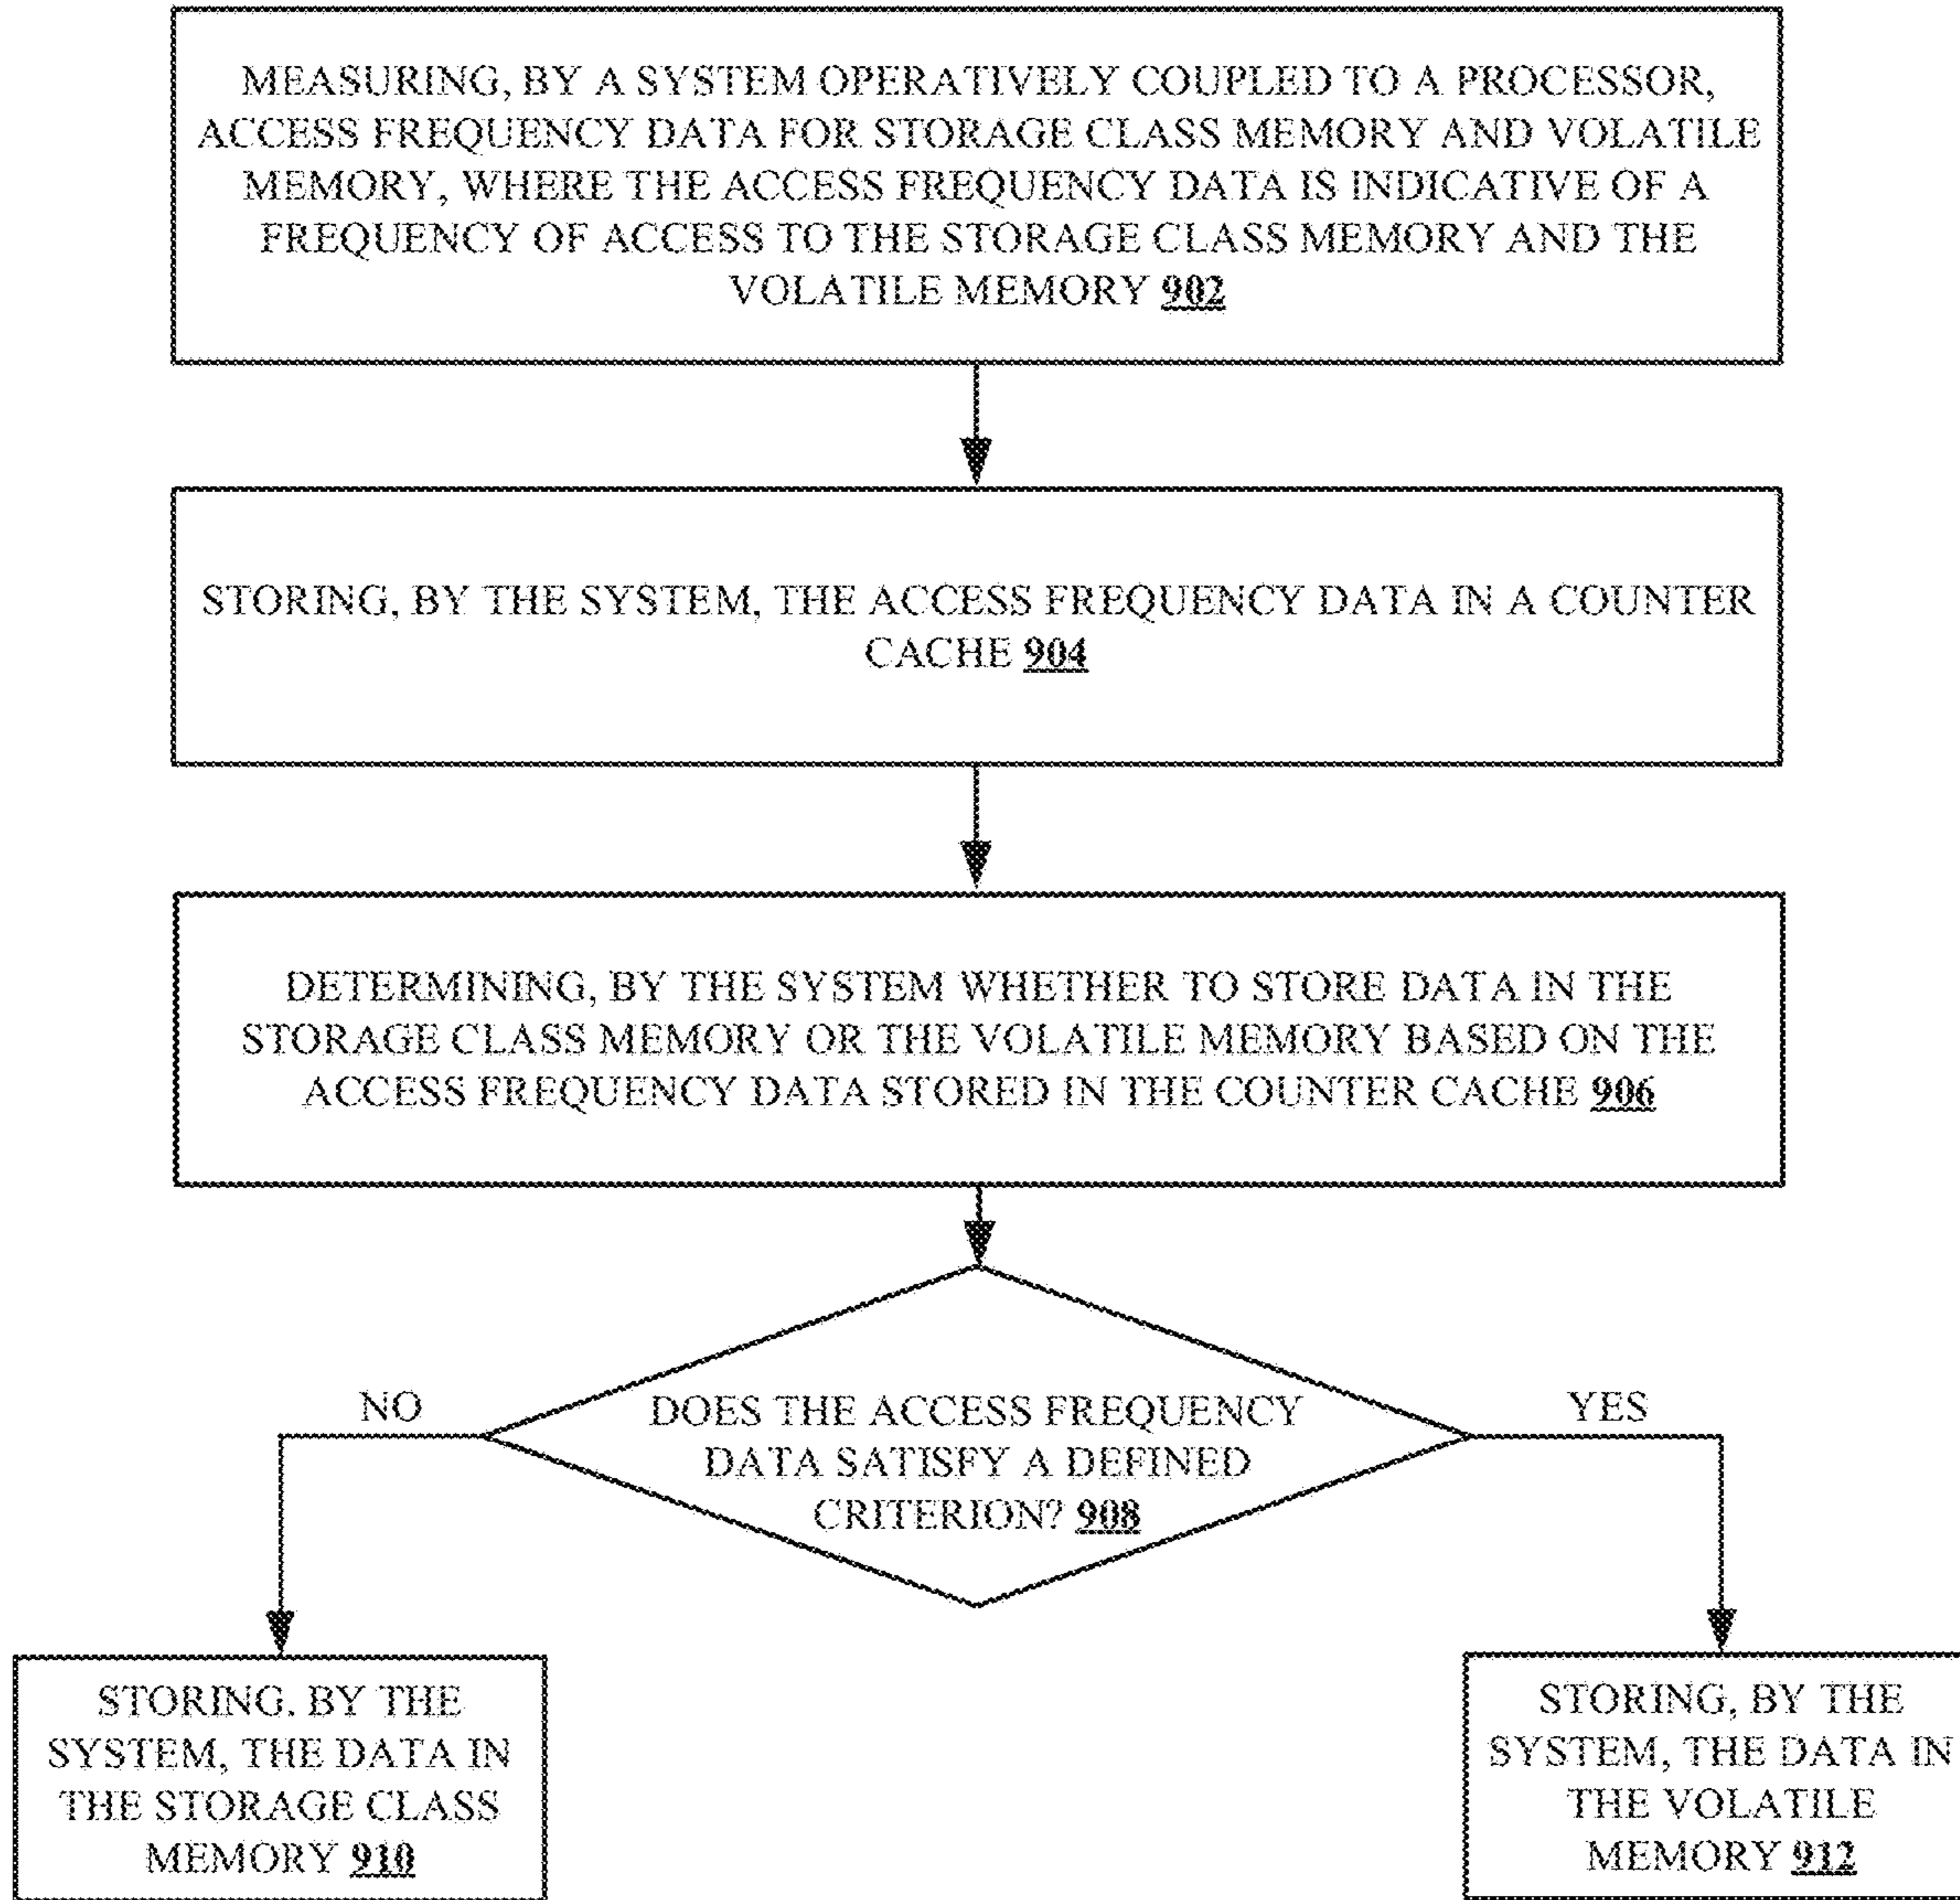 MEASURING, BY A SYSTEM OPERATIVELY COUPLED TO A PROCESSOR,
ACCESS FREQUENCY DATA FOR STORAGE CLASS MEMORY AND VOLATILE
MEMORY, WHERE THE ACCESS FREQUENCY DATA IS INDICATIVE OF A
FREQUENCY OF ACCESS TO THE STORAGE CLASS MEMORY AND THE
VOLATILE MEMORY 902
STORING, BY THE SYSTEM, THE ACCESS FREQUENCY DATA IN A COUNTER
CACHE 904
DETERMINING, BY THE SYSTEM WHETHER TO STORE DATA IN THE
STORAGE CLASS MEMORY OR THE VOLATILE MEMORY BASED ON THE
ACCESS FREQUENCY DATA STORED IN THE COUNTER CACHE 906
DOES THE ACCESS FREQUENCY
DATA SATISFY A DEFINED
CRITERION? 908
NO
YES
STORING. BY THE
SYSTEM, THE DATA IN
THE STORAGE CLASS
MEMORY 910
STORING, BY THE
SYSTEM, THE DATA IN
THE VOLATILE
MEMORY 912